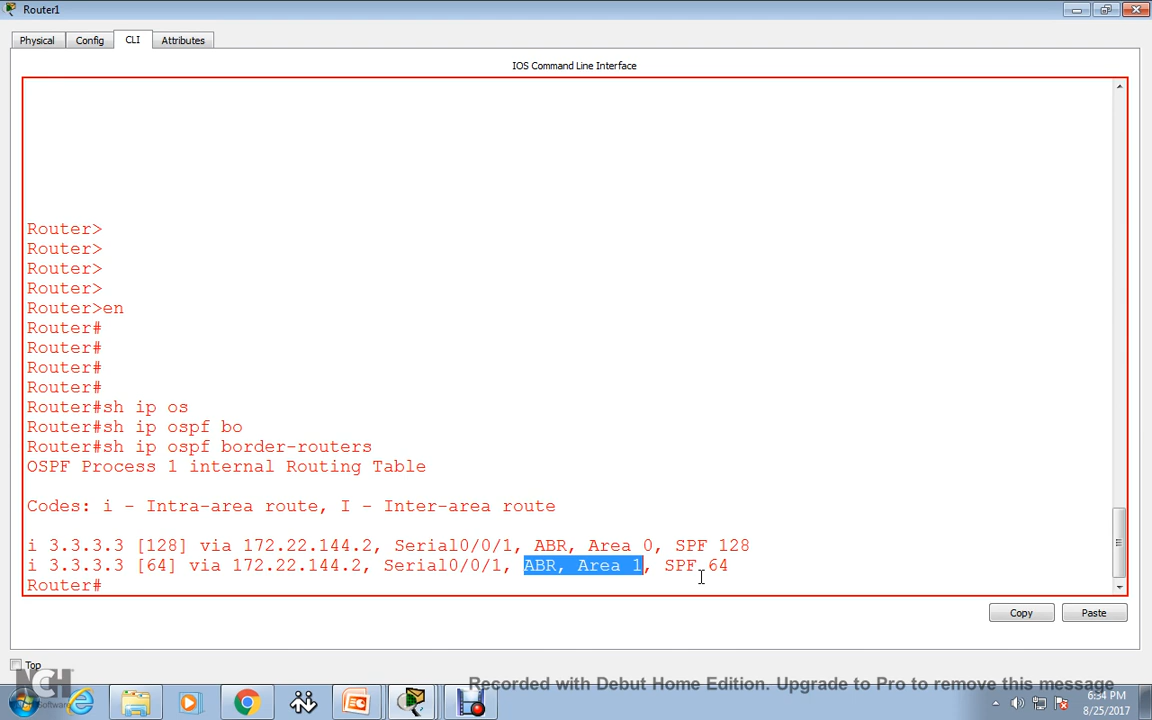 Router1
Physical Config CLI Attributes
IOS Command Line Interface
Router>
Router>
Router>
Router>
Router>en
Router#
Router#
Router#
Router#
Router#sh ip os
Router#sh ip ospf bo
Router#sh ip ospf border-routers
OSPF Process 1 internal Routing Table
Codes: i - Intra-area route, I - Inter-area route
i 3.3.3.3 [128] via 172.22.144.2, Serial0/0/1, ABR, Area 0, SPF 128
i 3.3.3.3 [64] via 172.22.144.2, Serial0/0/1, ABR, Area 1, SPF 64
Router#
Copy Paste
Top
NCH Software
Recorded with Debut Home Edition. Upgrade to Pro to remove this message
6:34 PM
8/25/2017